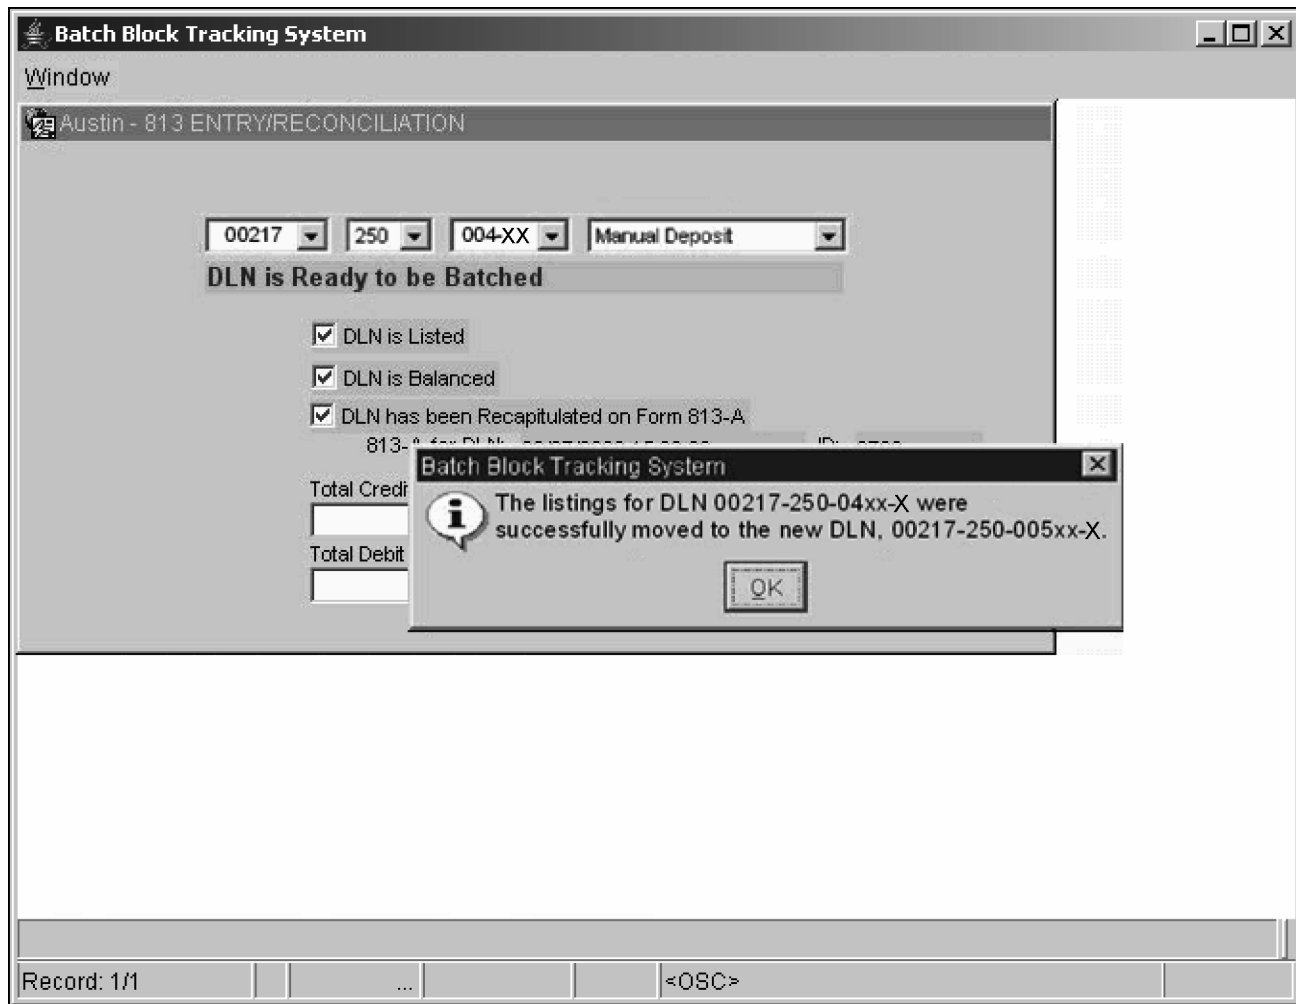 Batch Block Tracking System
Window
Austin - 813 ENTRY/RECONCILIATION
00217 250 004-XX Manual Deposit
DLN is Ready to be Batched
DLN is Listed
DLN is Balanced
DLN has been Recapitulated on Form 813-A
813-
Batch Block Tracking System
Total Credi
The listings for DLN 00217-250-04xx-X were
successfully moved to the new DLN, 00217-250-005xx-X.
Total Debit
OK
Record: 1/1 ... <OSC>